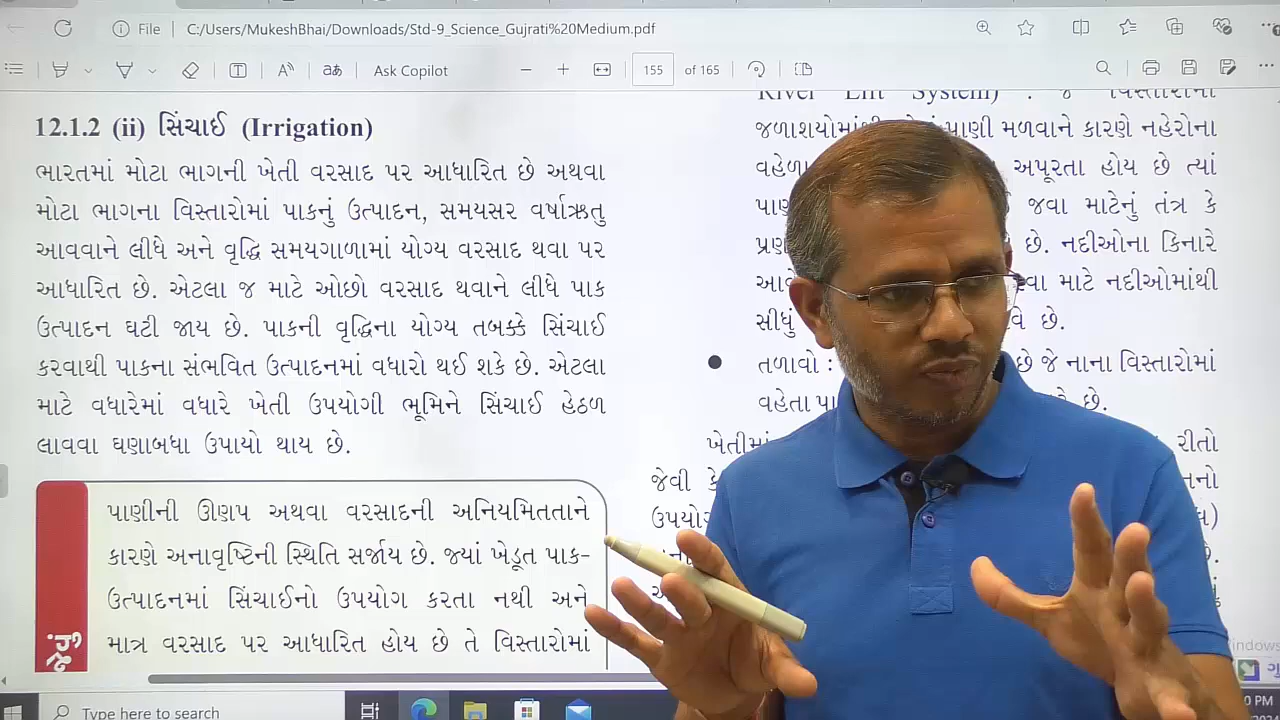 File C:/Users/MukeshBhai/Downloads/Std-9_Science_Gujrati%20Medium.pdf
Ask Copilot 155 of 165
12.1.2 (ii) સિંચાઈ (Irrigation)
ભારતમાં મોટા ભાગની ખેતી વરસાદ પર આધારિત છે અથવા
મોટા ભાગના વિસ્તારોમાં પાકનું ઉત્પાદન, સમયસર વર્ષાઋતુ
આવવાને લીધે અને વૃદ્ધિ સમયગાળામાં યોગ્ય વરસાદ થવા પર
આધારિત છે. એટલા જ માટે ઓછો વરસાદ થવાને લીધે પાક
ઉત્પાદન ઘટી જાય છે. પાકની વૃદ્ધિના યોગ્ય તબક્કે સિંચાઈ
કરવાથી પાકના સંભવિત ઉત્પાદનમાં વધારો થઈ શકે છે. એટલા
માટે વધારેમાં વધારે ખેતી ઉપયોગી ભૂમિને સિંચાઈ હેઠળ
લાવવા ઘણાબધા ઉપાયો થાય છે.
પાણીની ઊણપ અથવા વરસાદની અનિયમિતતાને
કારણે અનાવૃષ્ટિની સ્થિતિ સર્જાય છે. જ્યાં ખેડૂત પાક-
ઉત્પાદનમાં સિંચાઈનો ઉપયોગ કરતા નથી અને
માત્ર વરસાદ પર આધારિત હોય છે તે વિસ્તારોમાં
River Lift System) : જે વિસ્તારોમાં
પાણી મળવાને કારણે નહેરોના
અપૂરતા હોય છે ત્યાં
જવા માટેનું તંત્ર કે
છે. નદીઓના કિનારે
માટે નદીઓમાંથી
સીધું છે.
• તળાવો : છે જે નાના વિસ્તારોમાં
વહેતા છે.
રીતો
જેવી
Type here to search